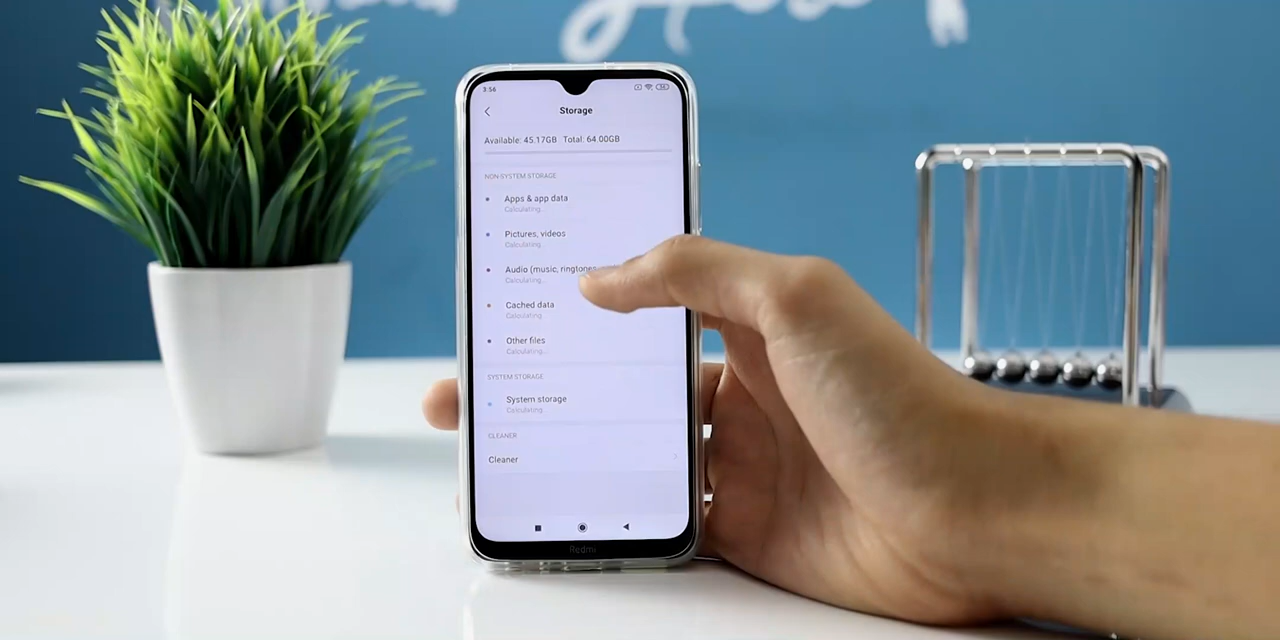 3:56
Storage
Available: 45.17GB Total: 64.00GB
NON-SYSTEM STORAGE
Apps & app data
Calculating...
Pictures, videos
Calculating...
Audio (music, ringtones,
Calculating...
Cached data
Calculating...
Other files
Calculating...
SYSTEM STORAGE
System storage
Calculating...
CLEANER
Cleaner
Redmi